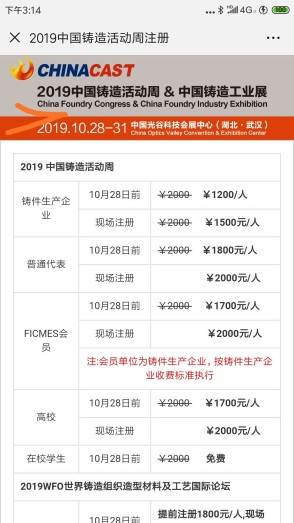 下午3:14
4G
100
2019中国铸造活动周注册
CHINACAST
2019中国铸造活动周 & 中国铸造工业展
China Foundry Congress & China Foundry Industry Exhibition
2019.10.28-31 中国光谷科技会展中心（湖北·武汉）
China Optics Valley Convention & Exhibition Center
2019 中国铸造活动周
铸件生产企业 10月28日前 ￥2000 ￥1200/人
现场注册 ￥1500元/人
普通代表 10月28日前 ￥2000 ￥1800元/人
现场注册 ￥2000元/人
FICMES会员 10月28日前 ￥2000 ￥1700元/人
现场注册 ￥2000元/人
注:会员单位为铸件生产企业，按铸件生产企
业收费标准执行
高校 10月28日前 ￥2000 ￥1700元/人
现场注册 ￥2000元/人
在校学生 10月28日前 ￥2000 免费
2019WFO世界铸造组织造型材料及工艺国际论坛
10月28日前 提前注册1800元/人,现场